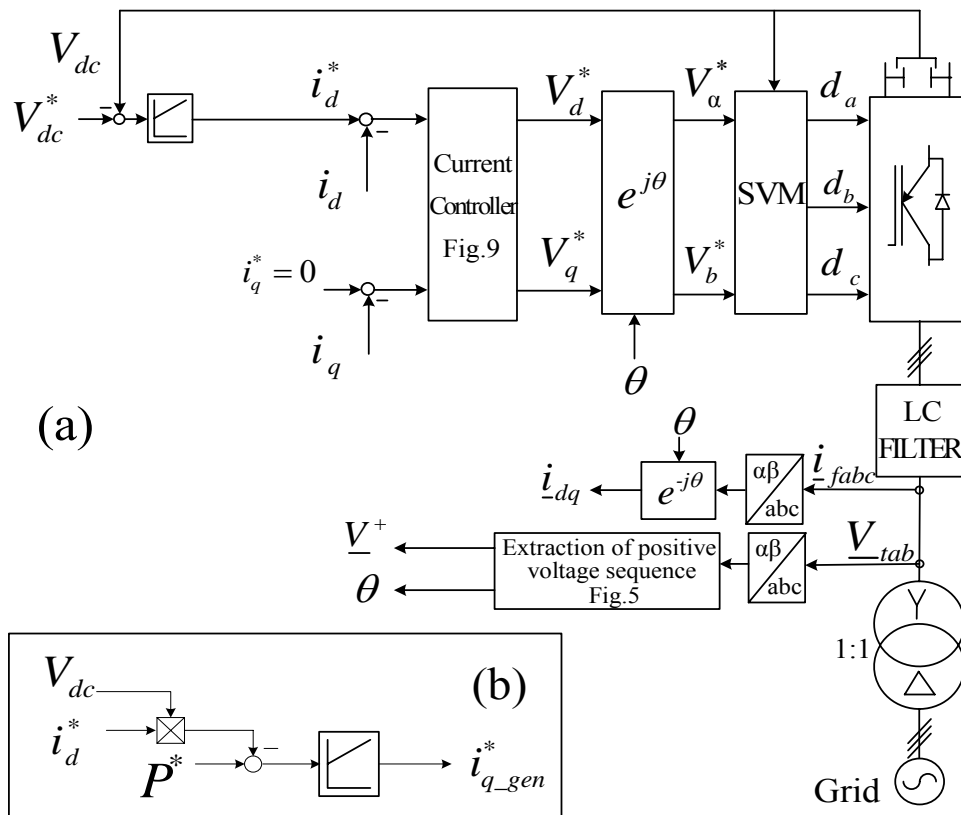 V_dc
V*_dc
i*_d
i_d
i*_q = 0
i_q
Current
Controller
Fig.9
V*_d
V*_q
e^{jθ}
θ
V*_α
V*_b
SVM
d_a
d_b
d_c
(a)
LC
FILTER
θ
i_dq
e^{-jθ}
αβ
abc
i_fabc
V^+
θ
Extraction of positive
voltage sequence
Fig.5
αβ
abc
V_tab
1:1
Grid
(b)
V_dc
i*_d
P*
i*_{q_gen}